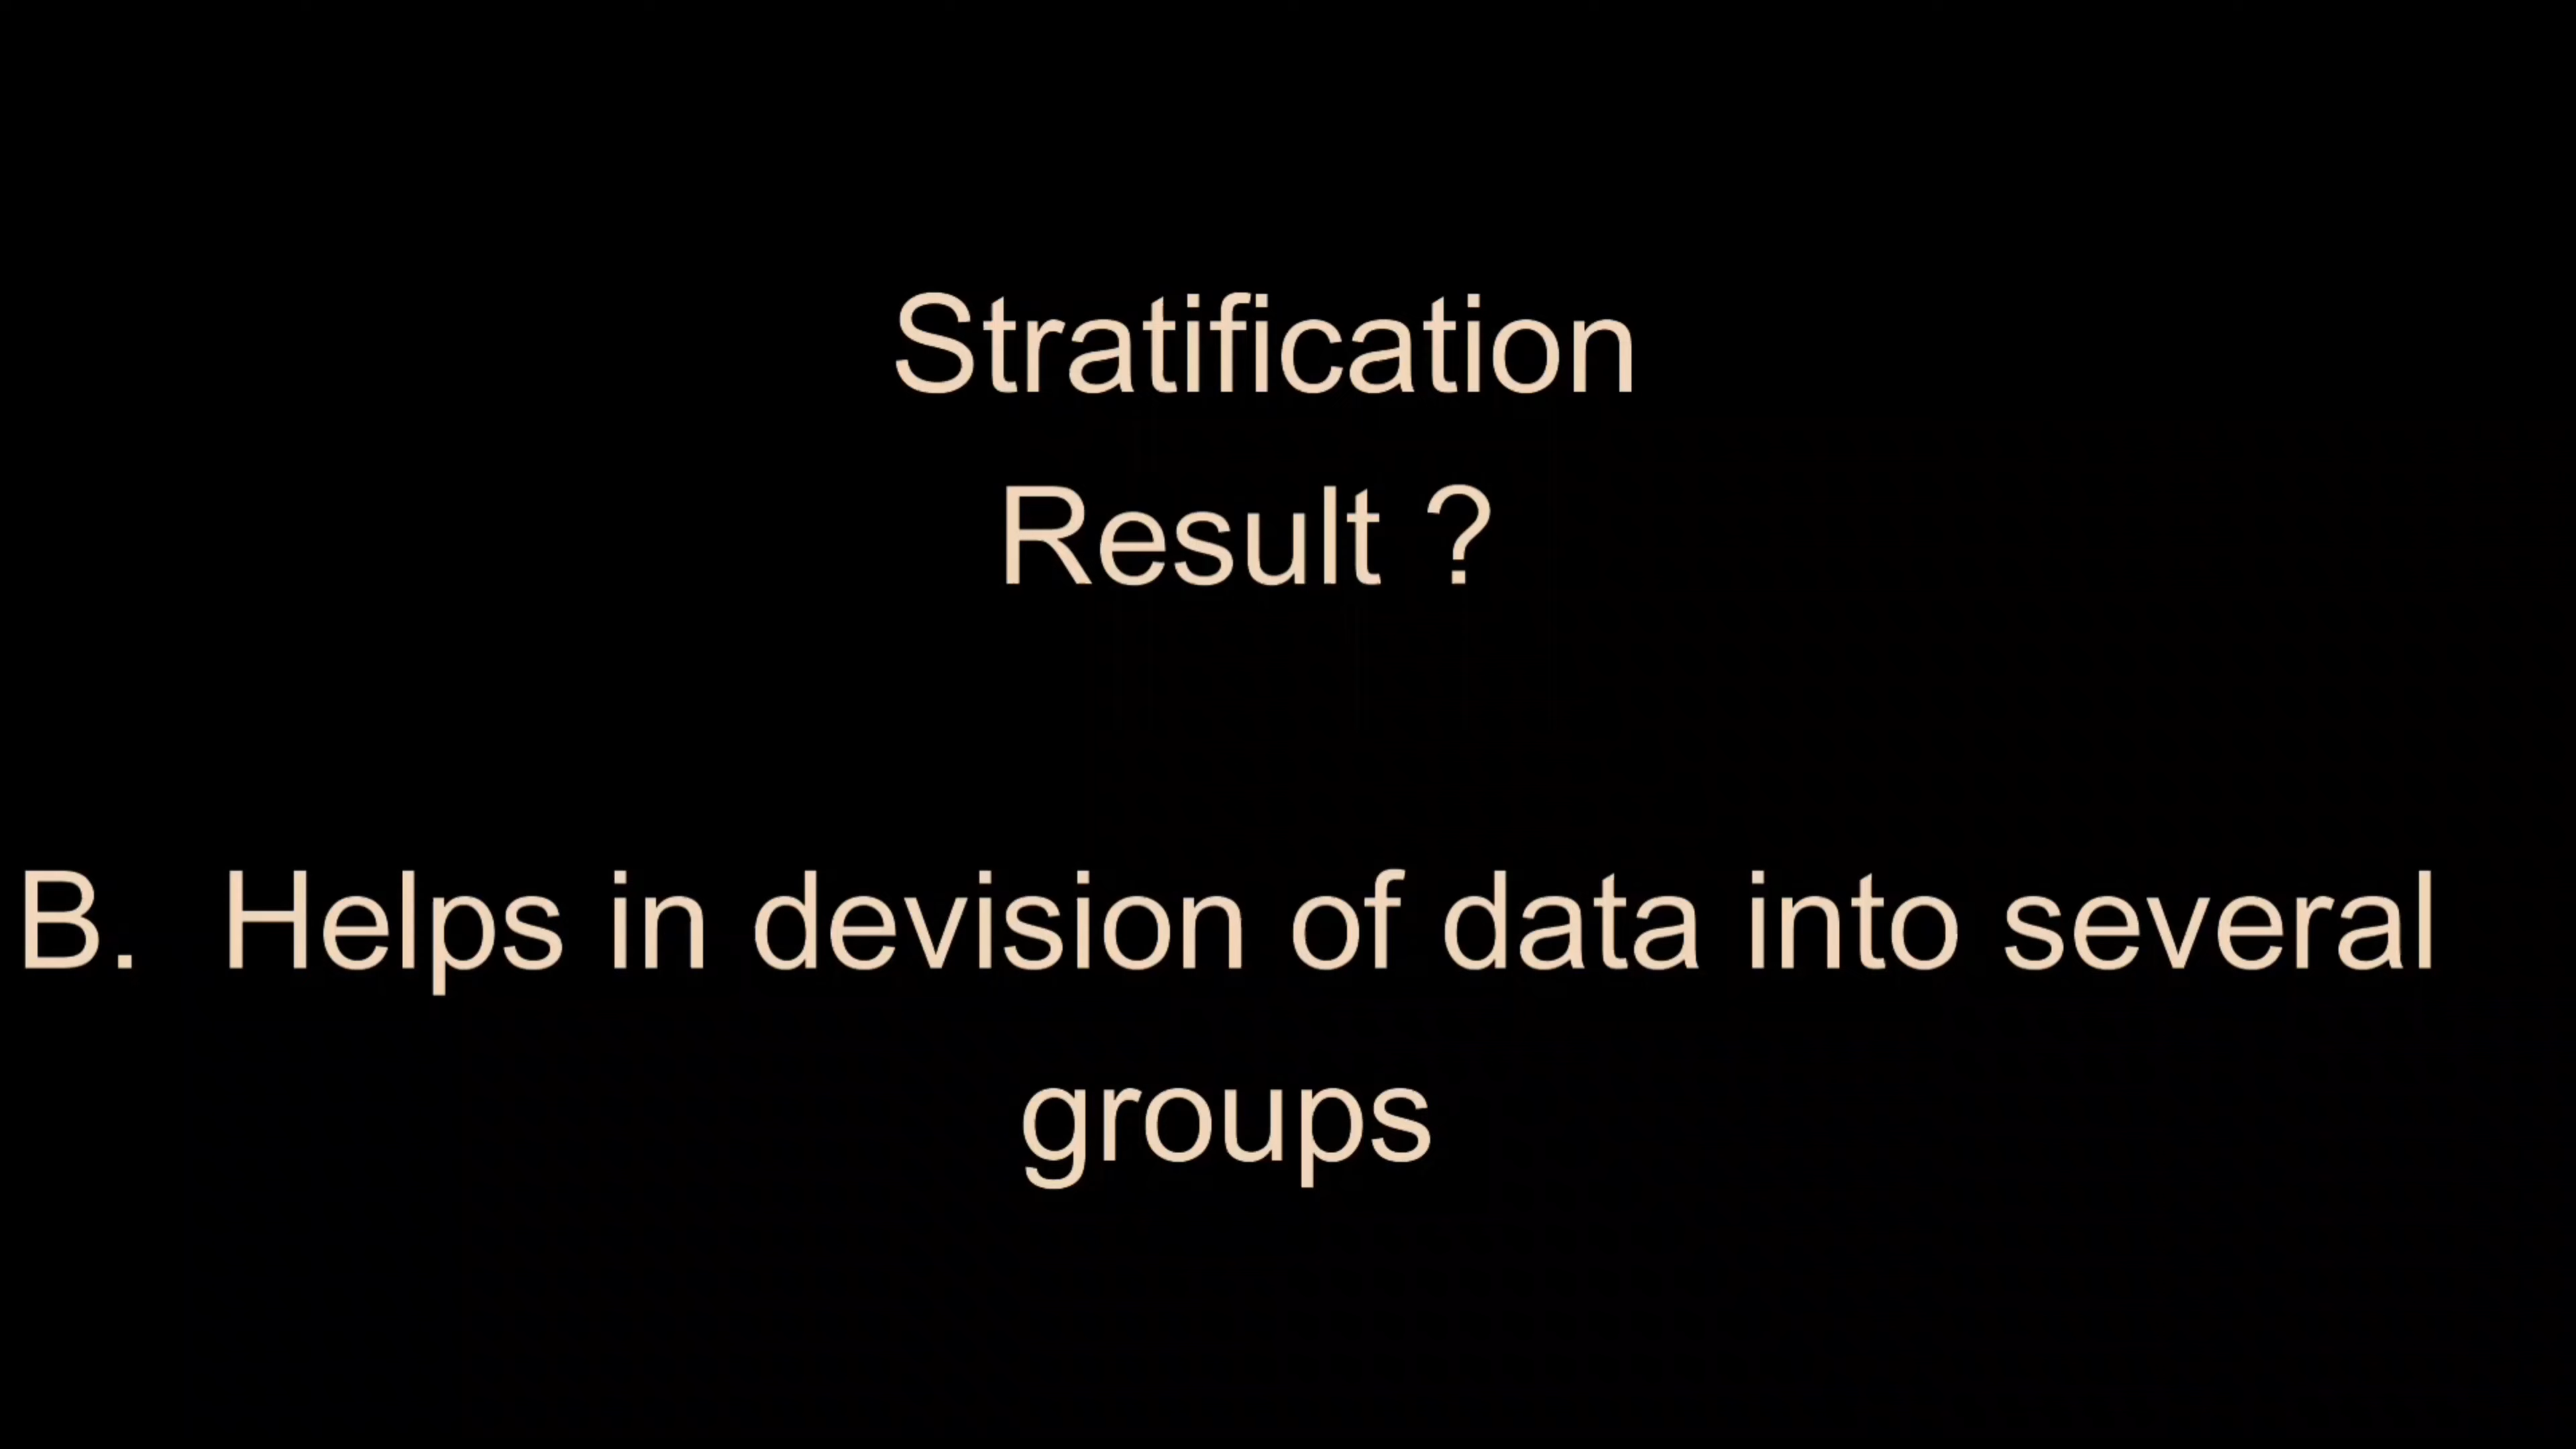 Stratification
Result ?
B. Helps in devision of data into several
groups